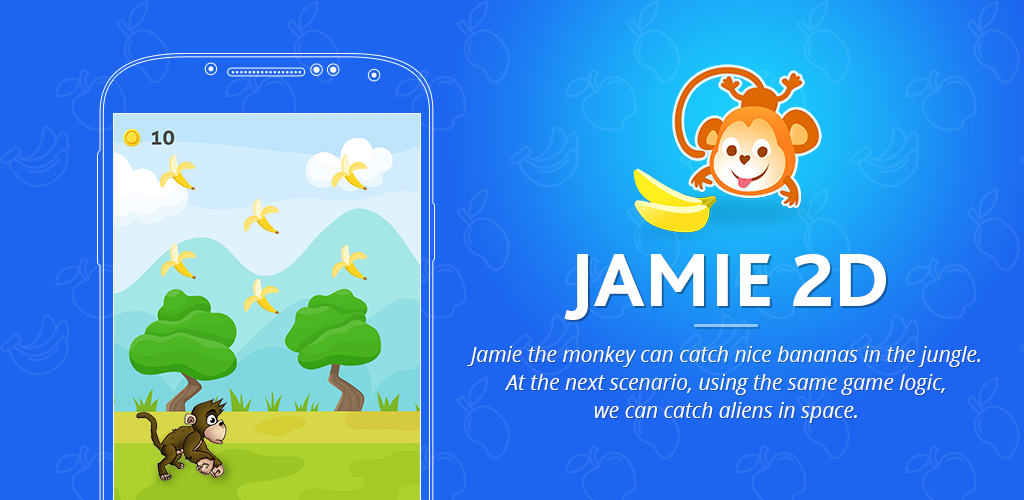 10
JAMIE 2D
Jamie the monkey can catch nice bananas in the jungle.
At the next scenario, using the same game logic,
we can catch aliens in space.